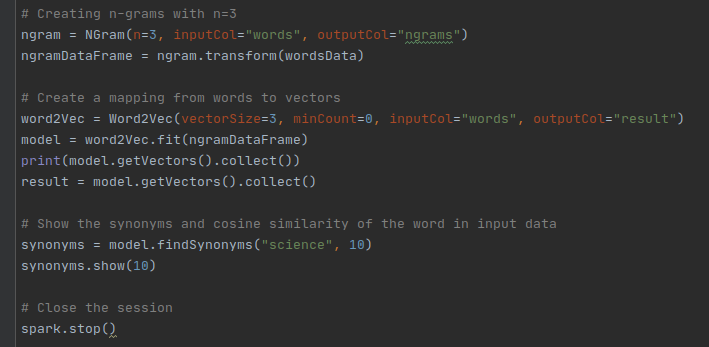 # Creating n-grams with n=3
ngram = NGram(n=3, inputCol="words", outputCol="ngrams")
ngramDataFrame = ngram.transform(wordsData)
# Create a mapping from words to vectors
word2Vec = Word2Vec(vectorSize=3, minCount=0, inputCol="words", outputCol="result")
model = word2Vec.fit(ngramDataFrame)
print(model.getVectors().collect())
result = model.getVectors().collect()
# Show the synonyms and cosine similarity of the word in input data
synonyms = model.findSynonyms("science", 10)
synonyms.show(10)
# Close the session
spark.stop()